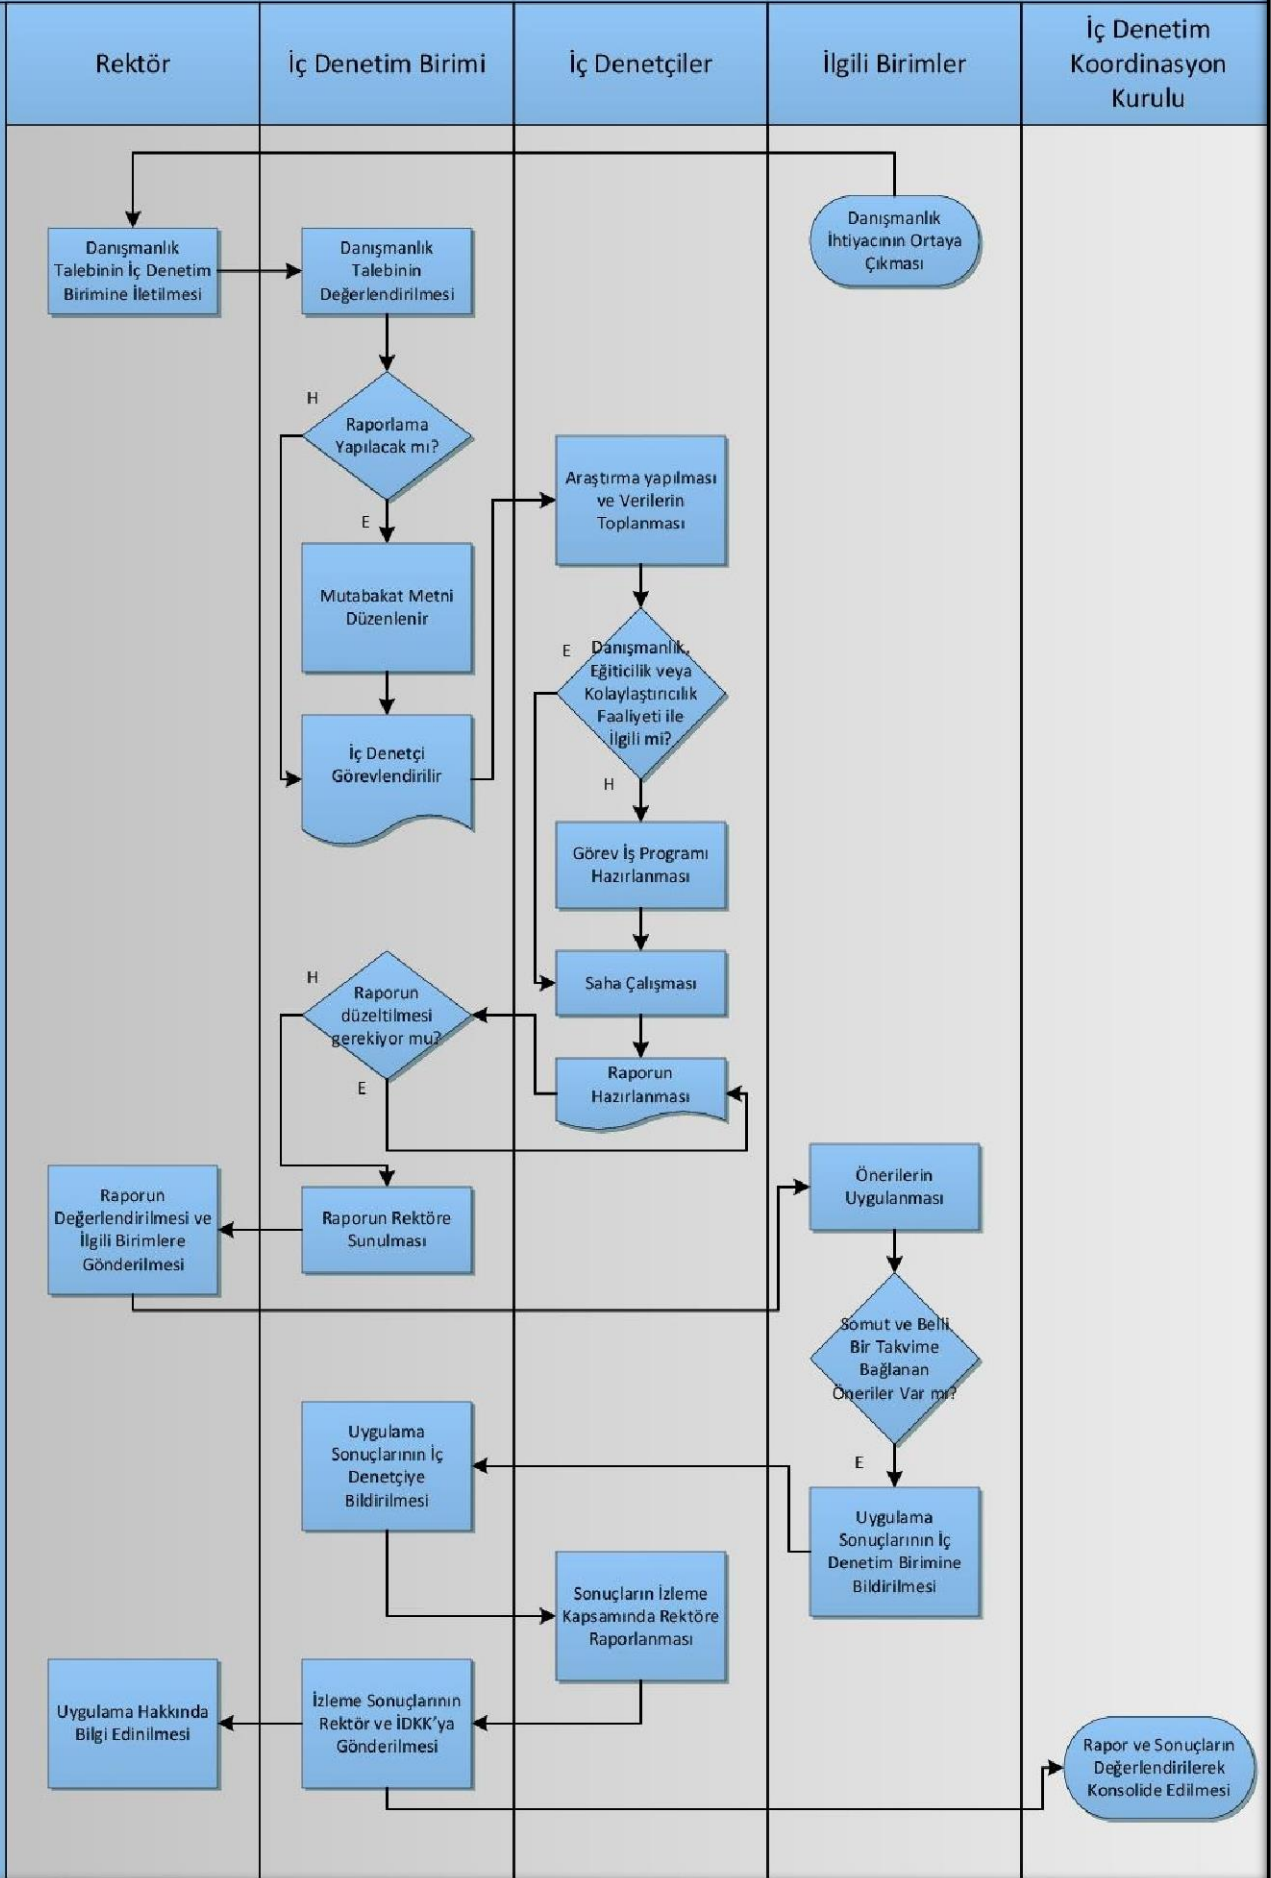 Rektör
İç Denetim Birimi
İç Denetçiler
İlgili Birimler
İç Denetim
Koordinasyon
Kurulu
Danışmanlık
İhtiyacının Ortaya
Çıkması
Danışmanlık
Talebinin İç Denetim
Birimine İletilmesi
Danışmanlık
Talebinin
Değerlendirilmesi
H
Raporlama
Yapılacak mı?
E
Mutabakat Metni
Düzenlenir
İç Denetçi
Görevlendirilir
Araştırma yapılması
ve Verilerin
Toplanması
E
Danışmanlık,
Eğiticilik veya
Kolaylaştırıcılık
Faaliyeti ile
İlgili mi?
H
Görev İş Programı
Hazırlanması
Saha Çalışması
Raporun
Hazırlanması
H
Raporun
düzeltilmesi
gerekiyor mu?
E
Raporun Rektöre
Sunulması
Raporun
Değerlendirilmesi ve
İlgili Birimlere
Gönderilmesi
Önerilerin
Uygulanması
Somut ve Belli
Bir Takvime
Bağlanan
Öneriler Var mı?
E
Uygulama
Sonuçlarının İç
Denetim Birimine
Bildirilmesi
Uygulama
Sonuçlarının İç
Denetçiye
Bildirilmesi
Sonuçların İzleme
Kapsamında Rektöre
Raporlanması
İzleme Sonuçlarının
Rektör ve İDKK'ya
Gönderilmesi
Uygulama Hakkında
Bilgi Edinilmesi
Rapor ve Sonuçların
Değerlendirilerek
Konsolide Edilmesi